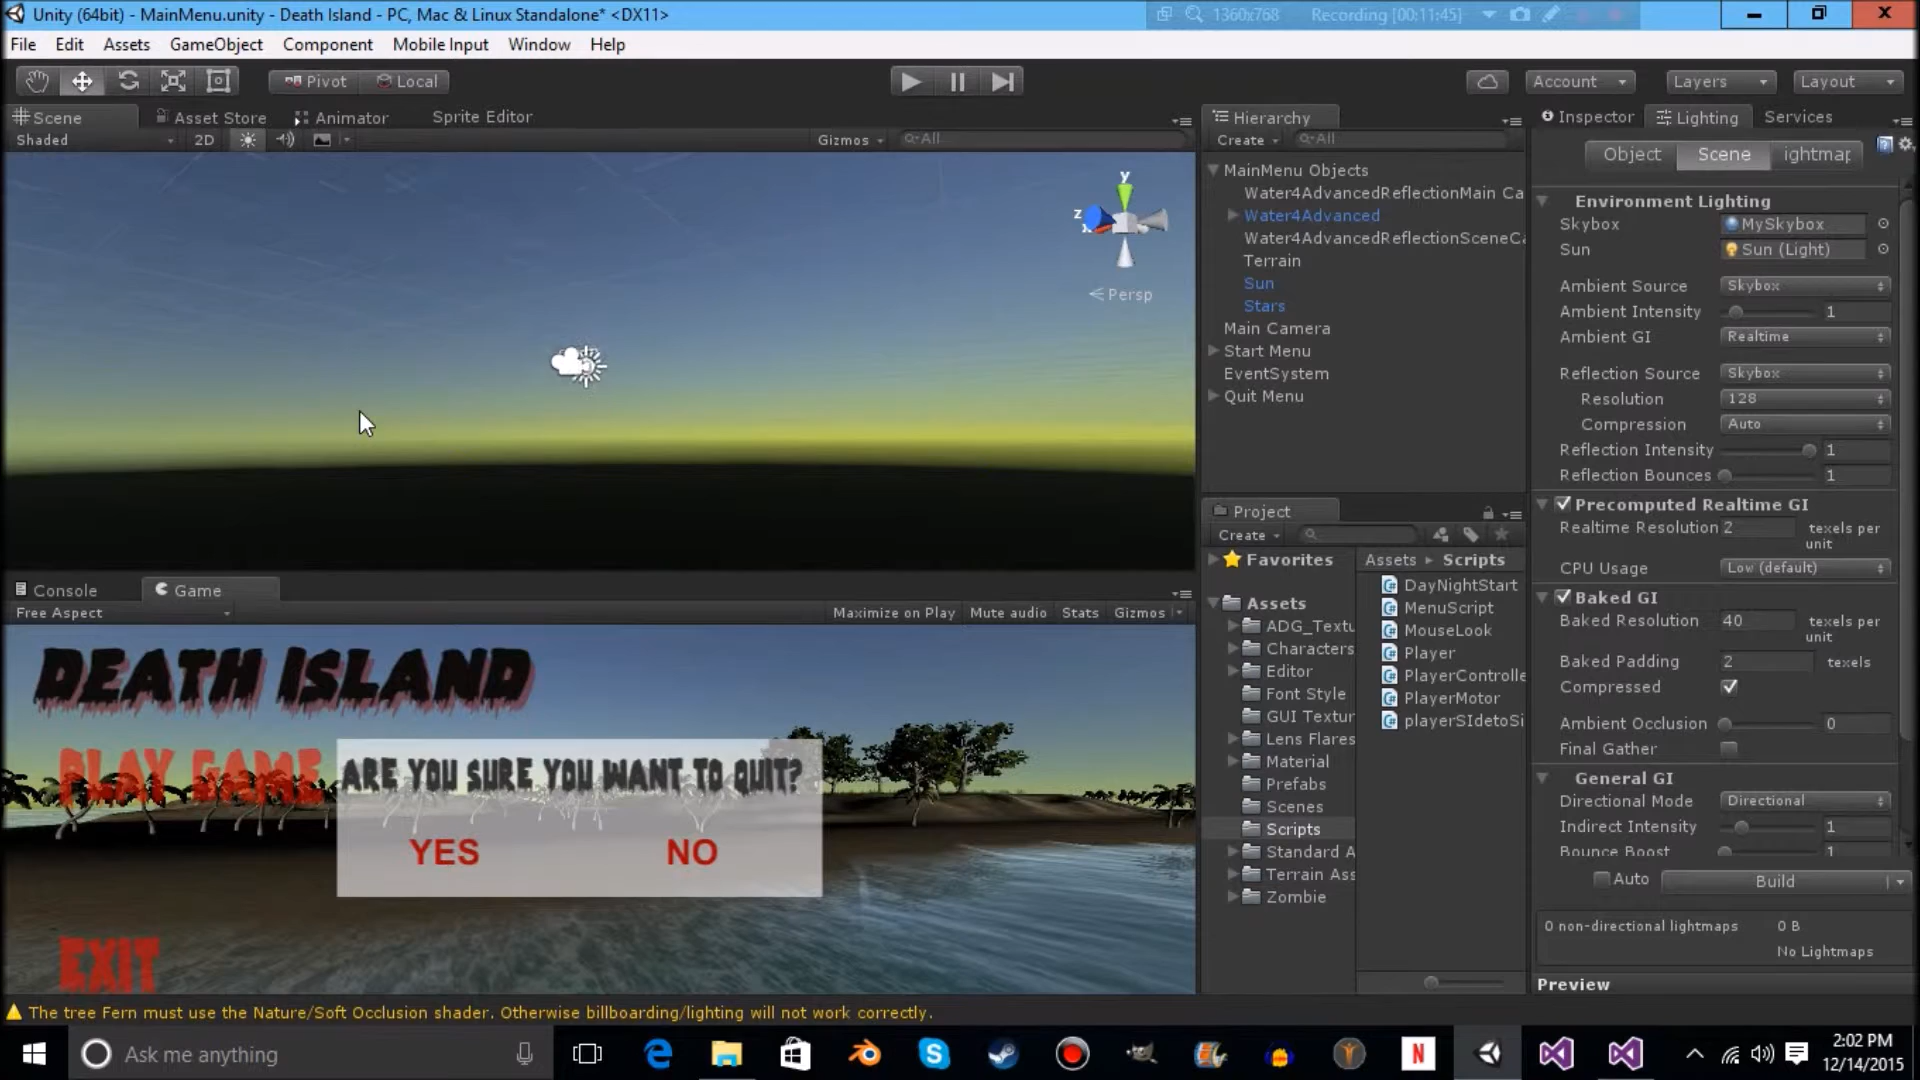 Unity (64bit) - MainMenu.unity - Death Island - PC, Mac & Linux Standalone* <DX11>
1360x768
Recording [00:11:45]
File Edit Assets GameObject Component Mobile Input Window Help
Pivot Local
Account Layers Layout
Scene Asset Store Animator Sprite Editor
Shaded 2D Gizmos All
y
z
x
Persp
Hierarchy
Create All
MainMenu Objects
Water4AdvancedReflectionMain Ca
Water4Advanced
Water4AdvancedReflectionSceneCa
Terrain
Sun
Stars
Main Camera
Start Menu
EventSystem
Quit Menu
Inspector Lighting Services
Object Scene ightmap
Environment Lighting
Skybox MySkybox
Sun Sun (Light)
Ambient Source Skybox
Ambient Intensity 1
Ambient GI Realtime
Reflection Source Skybox
Resolution 128
Compression Auto
Reflection Intensity 1
Reflection Bounces 1
Precomputed Realtime GI
Realtime Resolution 2 texels per
unit
CPU Usage Low (default)
Baked GI
Baked Resolution 40 texels per
unit
Baked Padding 2 texels
Compressed
Ambient Occlusion 0
Final Gather
General GI
Directional Mode Directional
Indirect Intensity 1
Bounce Boost 1
Auto Build
0 non-directional lightmaps 0 B
No Lightmaps
Preview
Project
Create
Favorites
Assets
ADG_Textu
Characters
Editor
Font Style
GUI Textur
Lens Flares
Material
Prefabs
Scenes
Scripts
Standard A
Terrain Ass
Zombie
Assets Scripts
DayNightStart
MenuScript
MouseLook
Player
PlayerControlle
PlayerMotor
playerSIdetoSi
Console Game
Free Aspect Maximize on Play Mute audio Stats Gizmos
DEATH ISLAND
PLAY GAME
ARE YOU SURE YOU WANT TO QUIT?
YES NO
EXIT
The tree Fern must use the Nature/Soft Occlusion shader. Otherwise billboarding/lighting will not work correctly.
Ask me anything
N
2:02 PM
12/14/2015